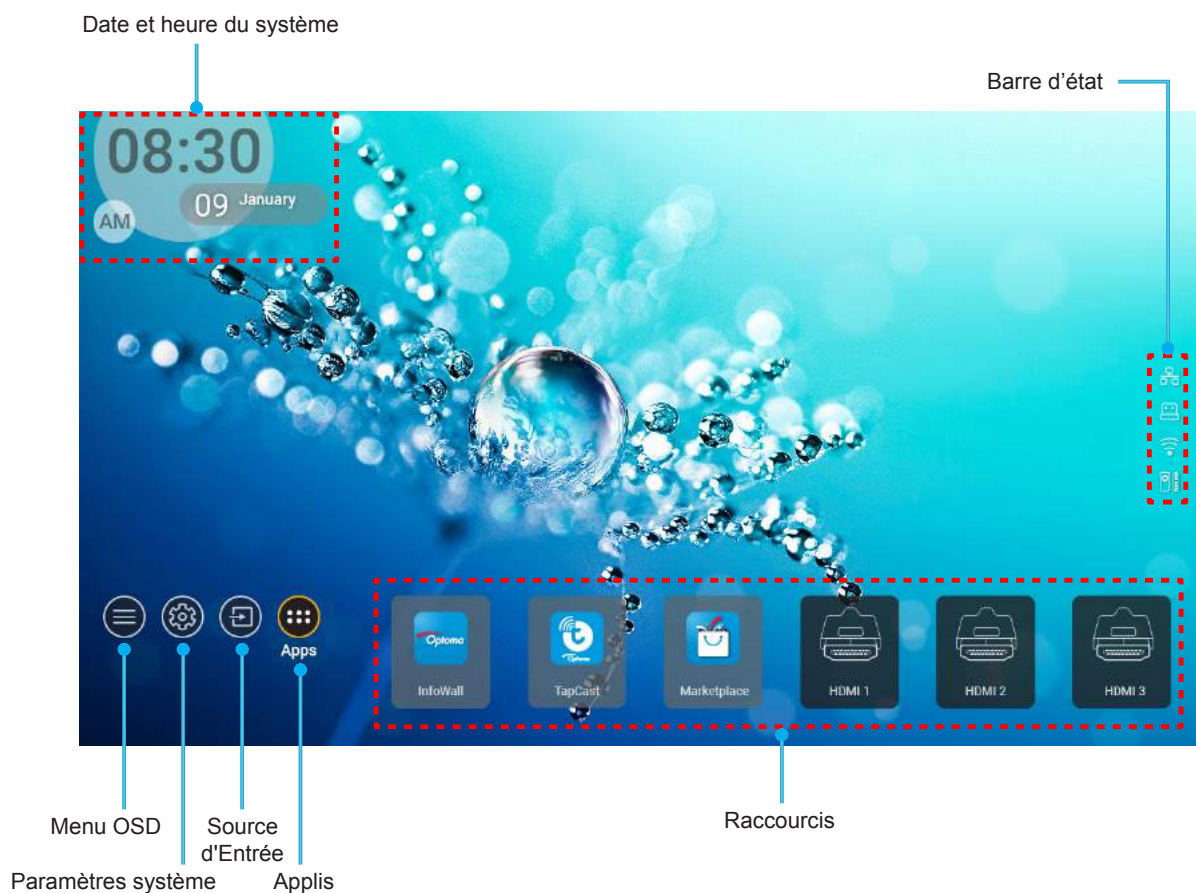 Date et heure du système
Barre d’état
08:30
09 January
AM
Apps
Optoma
Optoma
InfoWall
TapCast
Marketplace
HDMI 1
HDMI 2
HDMI 3
Menu OSD
Source
d'Entrée
Raccourcis
Paramètres système
Applis